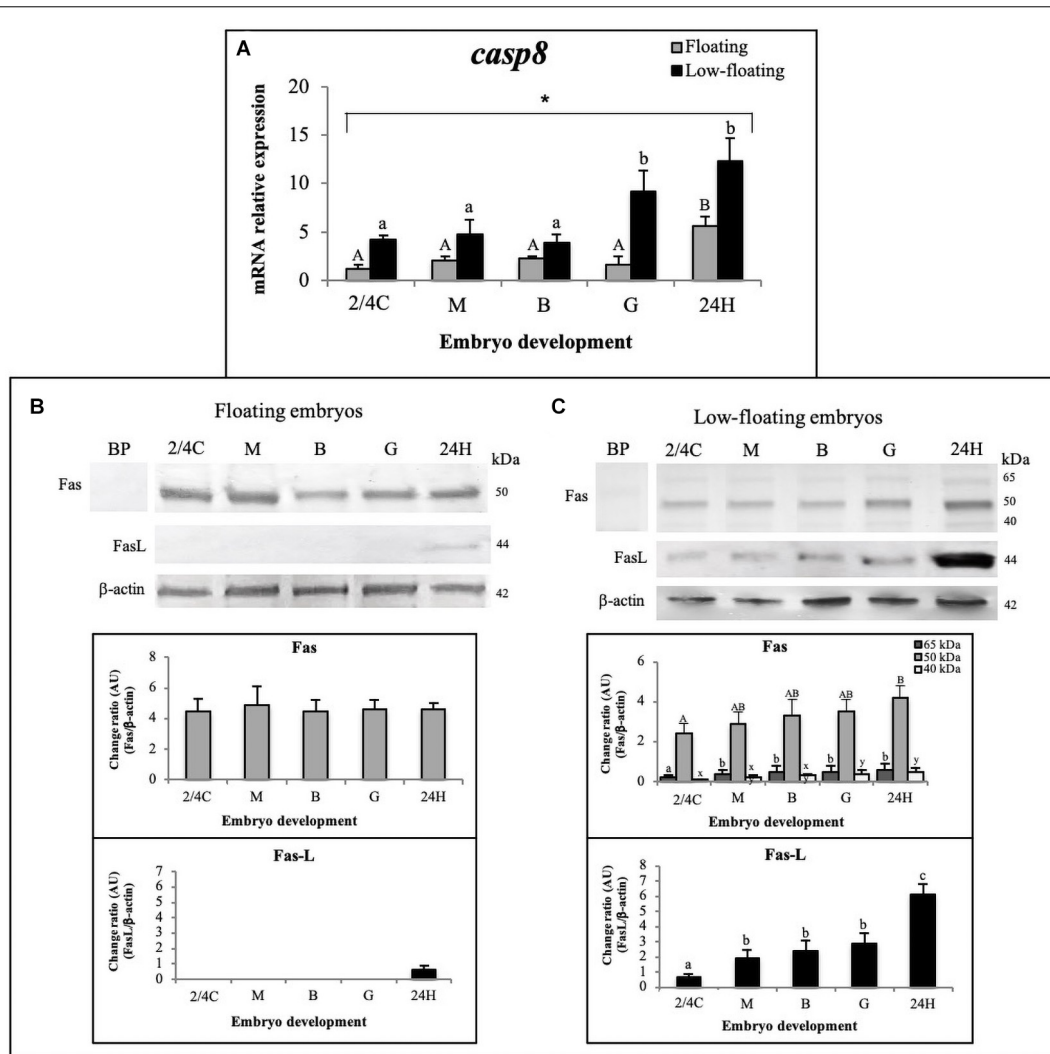 A
casp8
Floating
Low-floating
mRNA relative expression
20
15
10
5
0
*
A a A a A a A b B b
2/4C M B G 24H
Embryo development
B
Floating embryos
BP 2/4C M B G 24H kDa
Fas 50
FasL 44
β-actin 42
Fas
Change ratio (AU)
(Fas/β-actin)
8
6
4
2
0
2/4C M B G 24H
Embryo development
Fas-L
Change ratio (AU)
(FasL/β-actin)
7
6
5
4
3
2
1
0
2/4C M B G 24H
Embryo development
C
Low-floating embryos
BP 2/4C M B G 24H kDa
Fas
65
50
40
FasL 44
β-actin 42
Fas
65 kDa
50 kDa
40 kDa
Change ratio (AU)
(Fas/β-actin)
6
4
2
0
a A x b AB x y b AB x y b AB y b B y
2/4C M B G 24H
Embryo development
Fas-L
Change ratio (AU)
(FasL/β-actin)
8
7
6
5
4
3
2
1
0
a b b b c
2/4C M B G 24H
Embryo development